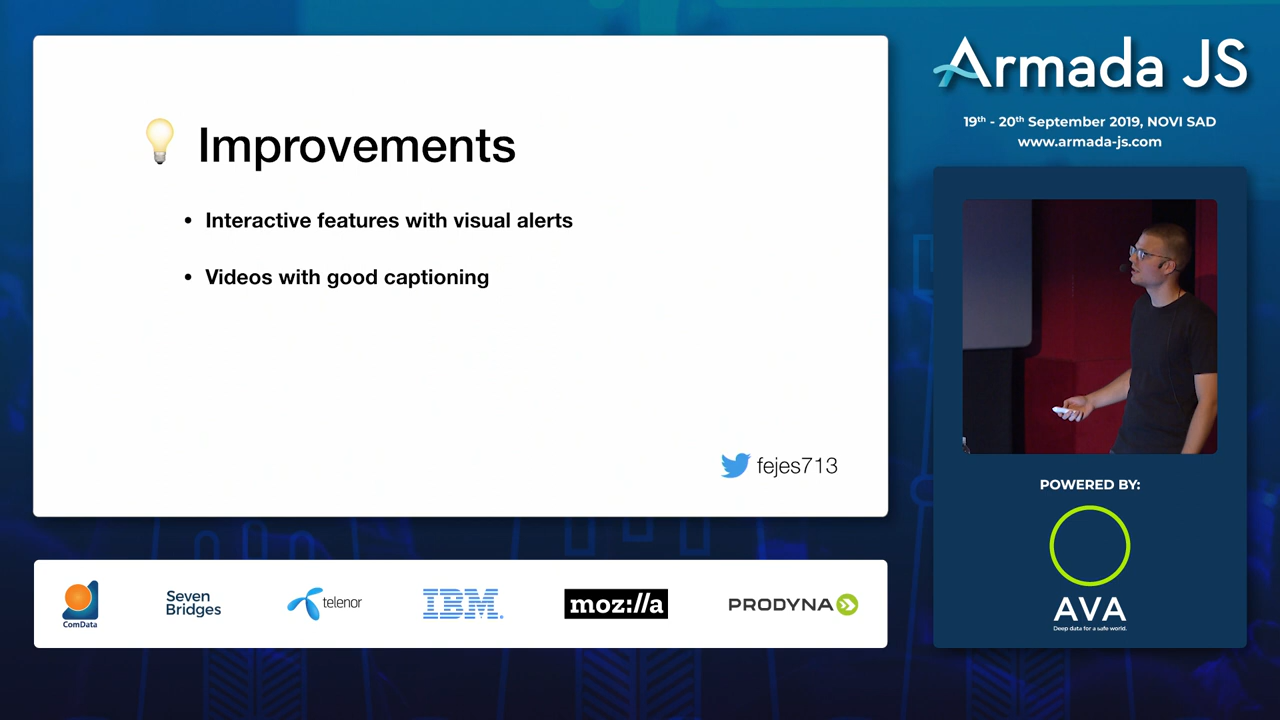 Improvements
• Interactive features with visual alerts
• Videos with good captioning
fejes713
Armada JS
19th - 20th September 2019, NOVI SAD
www.armada-js.com
POWERED BY:
AVA
Deep data for a safe world.
ComData
Seven
Bridges
telenor
IBM.
moz://a
PRODYNA